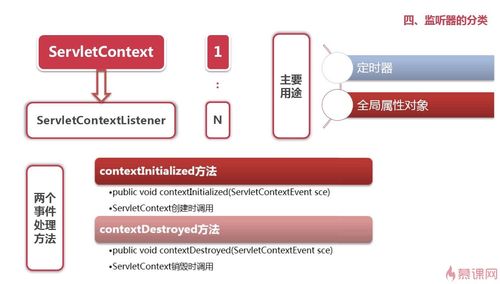 四、监听器的分类
ServletContext
1
:
ServletContextListener
N
主要
用途
定时器
全局属性对象
两个
事件
处理
方法
contextInitialized方法
•public void contextInitialized(ServletContextEvent sce)
•ServletContext创建时调用
contextDestroyed方法
•public void contextDestroyed(ServletContextEvent sce)
•ServletContext销毁时调用
慕课网